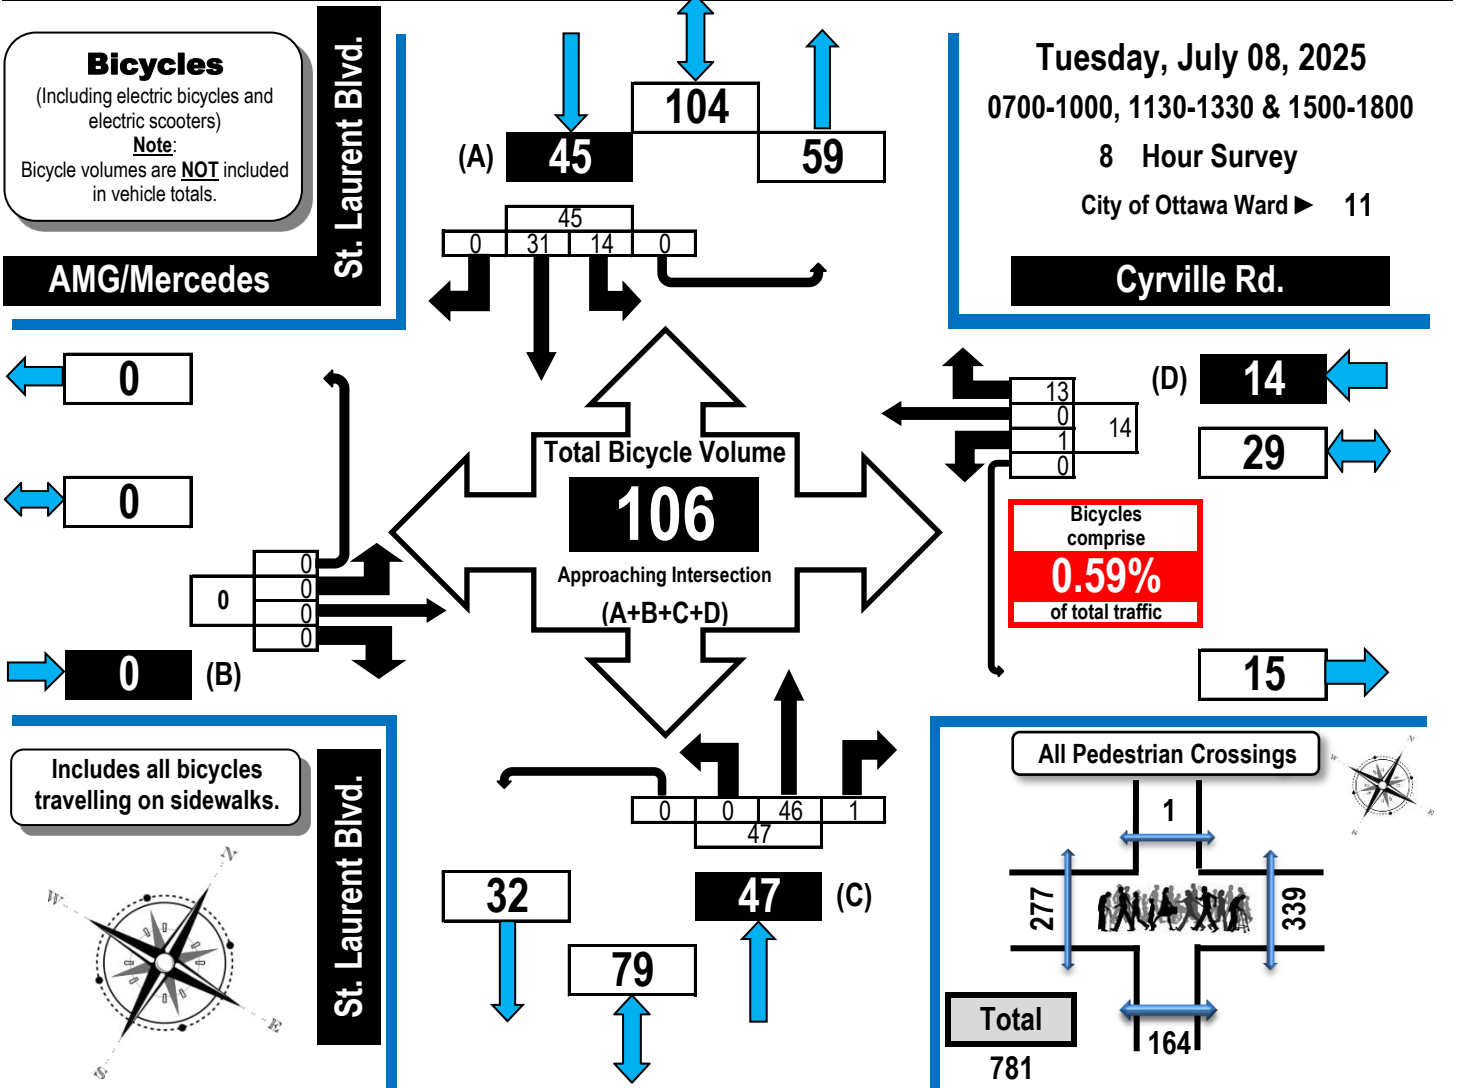 Bicycles
(Including electric bicycles and
electric scooters)
Note:
Bicycle volumes are NOT included
in vehicle totals.
St. Laurent Blvd.
AMG/Mercedes
104
(A) 45
59
45
0 31 14 0
Tuesday, July 08, 2025
0700-1000, 1130-1330 & 1500-1800
8 Hour Survey
City of Ottawa Ward ► 11
Cyrville Rd.
0
0
0
0
0
0
0
0 (B)
Total Bicycle Volume
106
Approaching Intersection
(A+B+C+D)
(D) 14
13
0
1
0
14
29
Bicycles
comprise
0.59%
of total traffic
15
Includes all bicycles
travelling on sidewalks.
N
W
E
S
St. Laurent Blvd.
0 0 46 1
47
32
47 (C)
79
All Pedestrian Crossings
N
W
E
S
1
277
339
164
Total
781